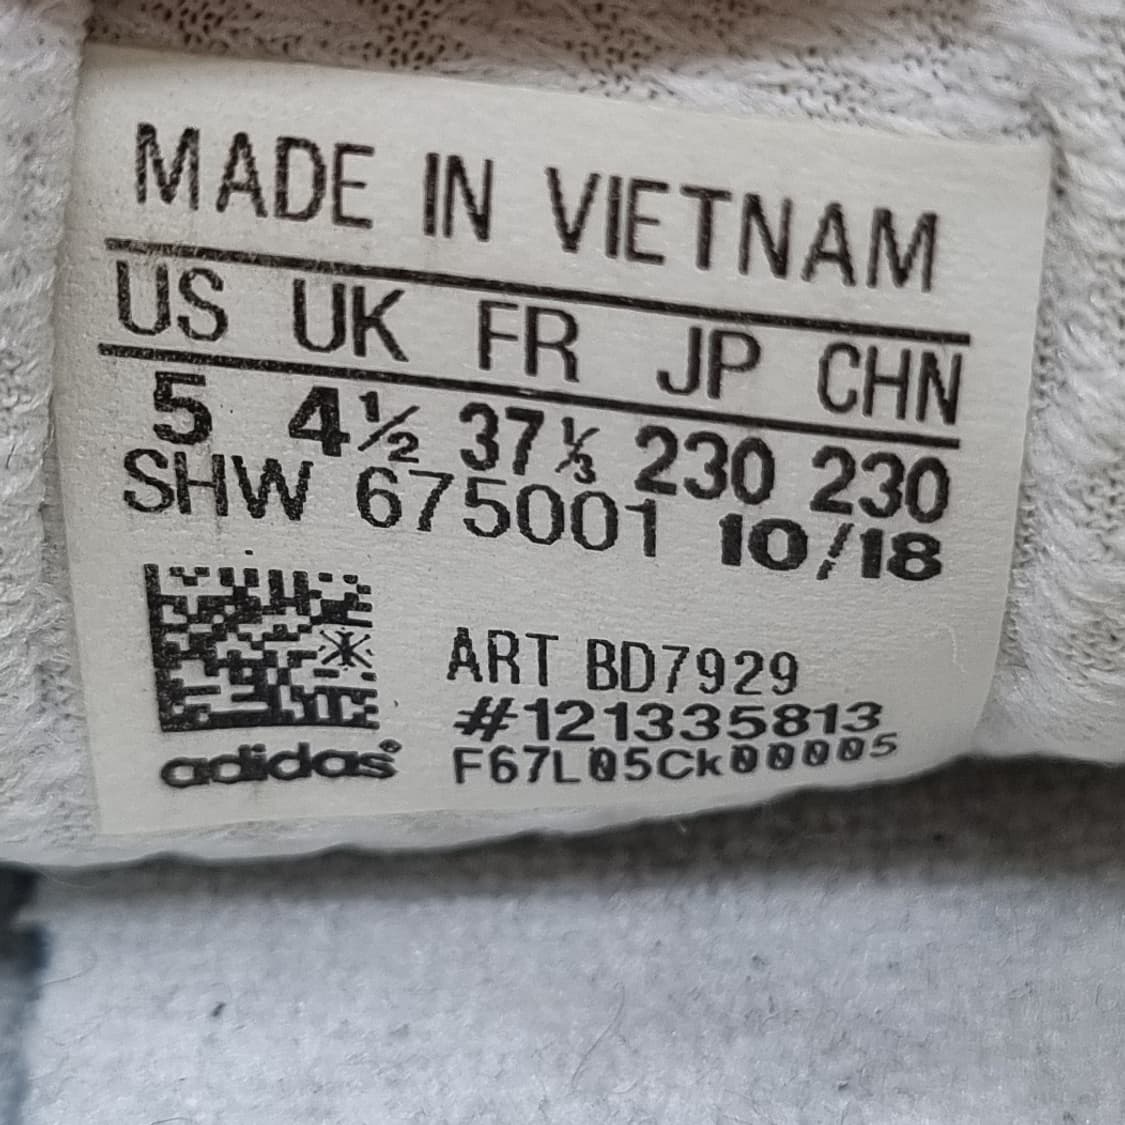 MADE IN VIETNAM
US UK FR JP CHN
5 4½ 37⅓ 230 230
SHW 675001 10/18
ART BD7929
#121335813
F67L05Ck00005
adidas®